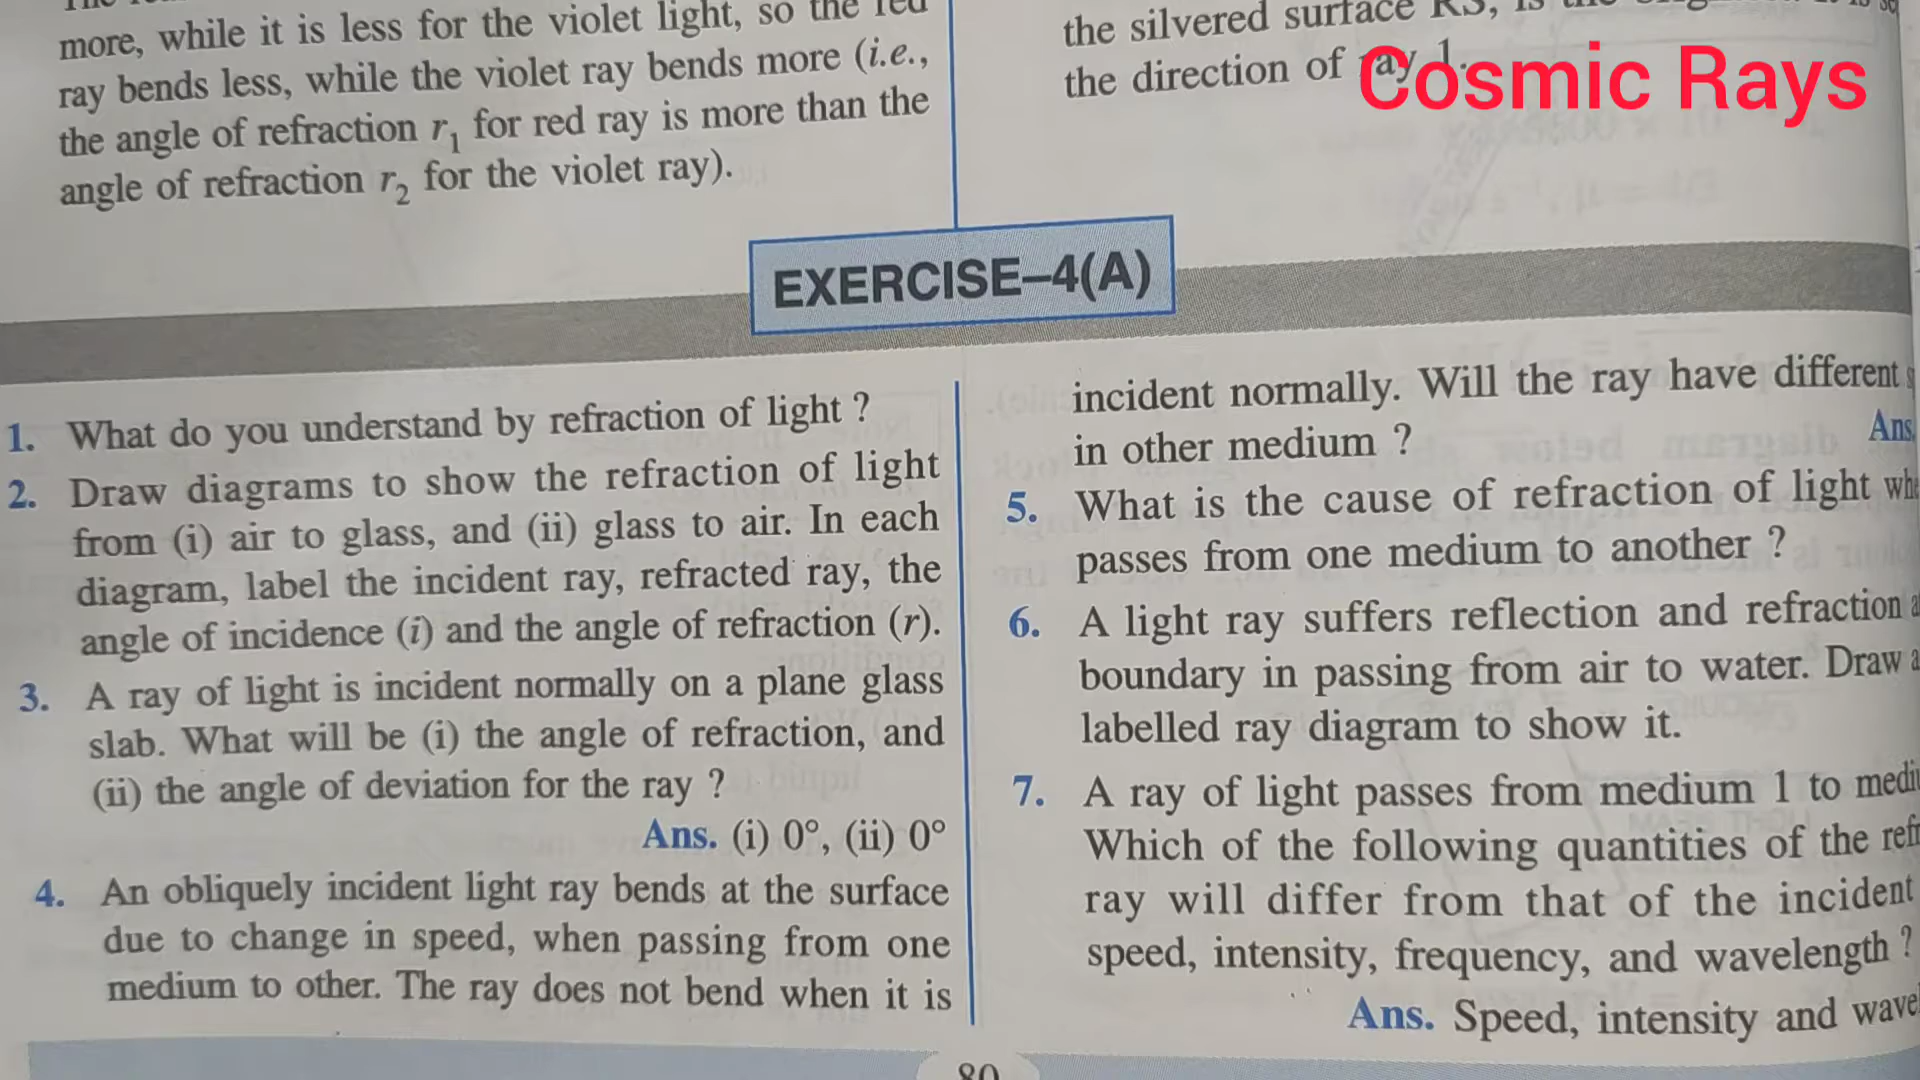 more, while it is less for the violet light, so the red
ray bends less, while the violet ray bends more (i.e.,
the angle of refraction r₁ for red ray is more than the
angle of refraction r₂ for the violet ray).
the silvered surface RS, is
the direction of ray 1.
Cosmic Rays
EXERCISE–4(A)
1. What do you understand by refraction of light ?
2. Draw diagrams to show the refraction of light
from (i) air to glass, and (ii) glass to air. In each
diagram, label the incident ray, refracted ray, the
angle of incidence (i) and the angle of refraction (r).
3. A ray of light is incident normally on a plane glass
slab. What will be (i) the angle of refraction, and
(ii) the angle of deviation for the ray ?
Ans. (i) 0°, (ii) 0°
4. An obliquely incident light ray bends at the surface
due to change in speed, when passing from one
medium to other. The ray does not bend when it is
incident normally. Will the ray have different
in other medium ?
Ans.
5. What is the cause of refraction of light
passes from one medium to another ?
6. A light ray suffers reflection and refraction
boundary in passing from air to water. Draw a
labelled ray diagram to show it.
7. A ray of light passes from medium 1 to
Which of the following quantities of the
ray will differ from that of the incident
speed, intensity, frequency, and wavelength ?
Ans. Speed, intensity and
80